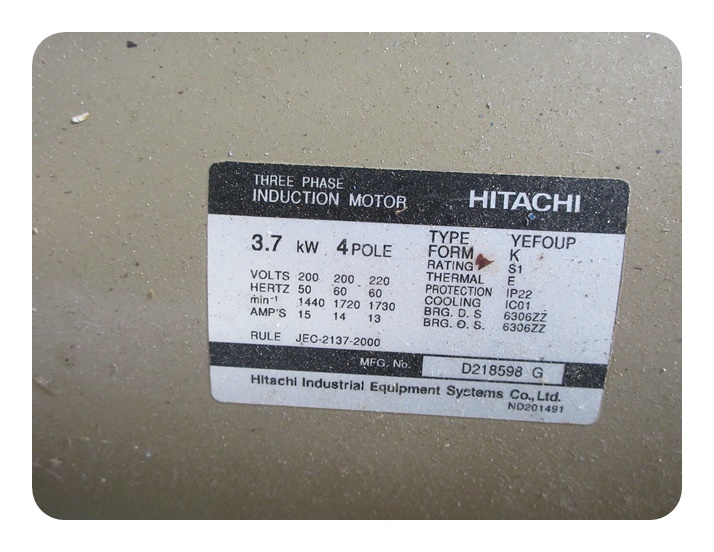 THREE PHASE
INDUCTION MOTOR HITACHI
3.7 kW 4 POLE
VOLTS 200 200 220
HERTZ 50 60 60
min⁻¹ 1440 1720 1730
AMP'S 15 14 13
RULE JEC-2137-2000
TYPE YEFOUP
FORM K
RATING S1
THERMAL E
PROTECTION IP22
COOLING IC01
BRG. D. S 6306ZZ
BRG. O. S. 6306ZZ
MFG. No. D218598 G
Hitachi Industrial Equipment Systems Co., Ltd.
ND201491